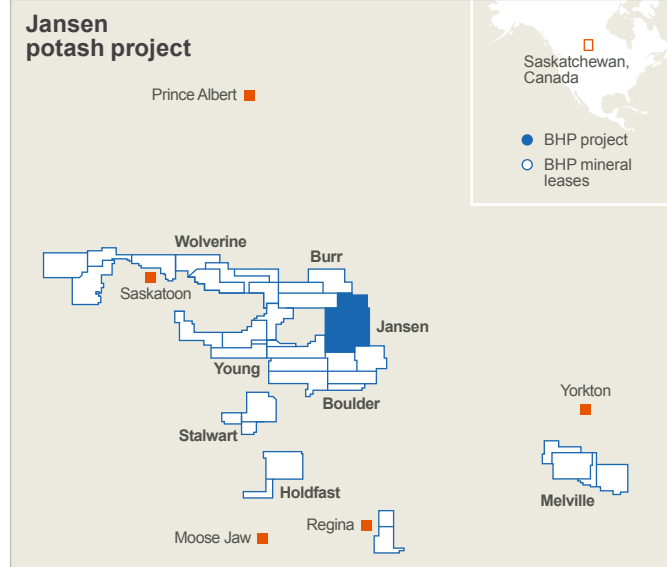 Jansen
potash project
Saskatchewan,
Canada
BHP project
BHP mineral
leases
Prince Albert
Wolverine
Burr
Saskatoon
Jansen
Young
Boulder
Yorkton
Stalwart
Holdfast
Melville
Regina
Moose Jaw